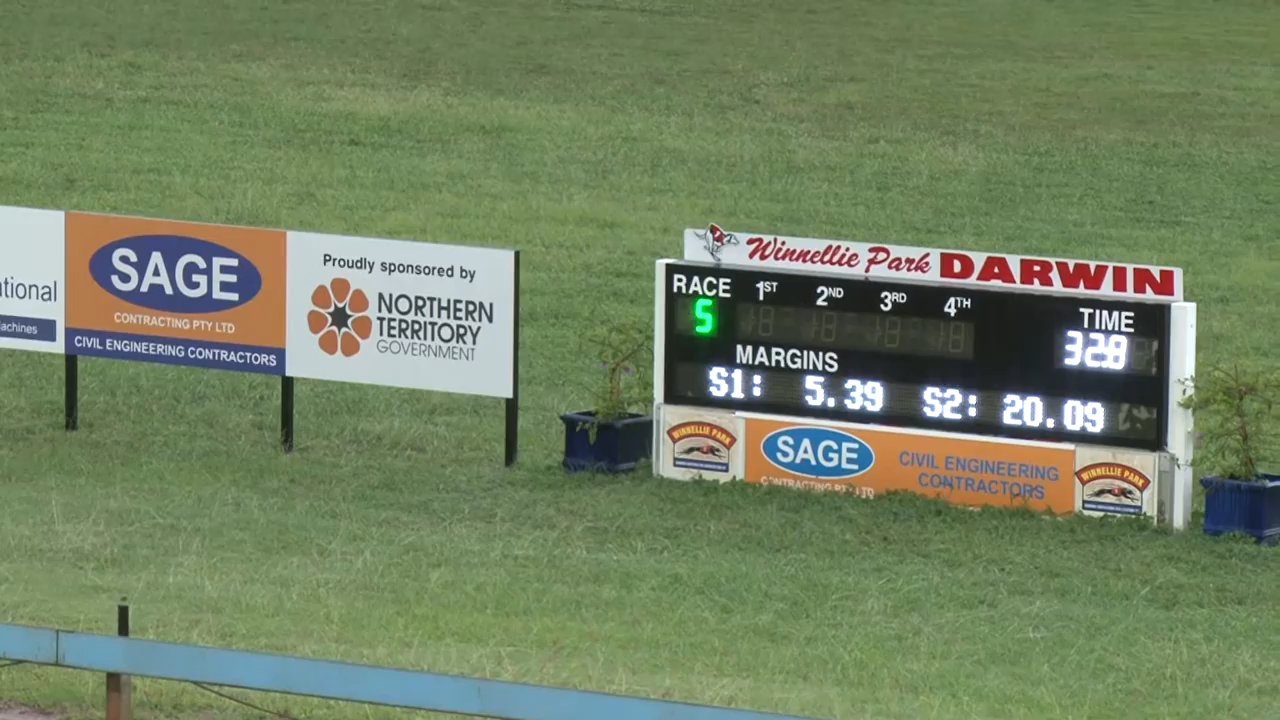 ational
Machines
SAGE
CONTRACTING PTY LTD
CIVIL ENGINEERING CONTRACTORS
Proudly sponsored by
NORTHERN
TERRITORY
GOVERNMENT
Winnellie Park DARWIN
RACE 1ST 2ND 3RD 4TH TIME
5 32.8
MARGINS
S1: 5.39 S2: 20.09
WINNELLIE PARK
SAGE
CONTRACTING PTY LTD
CIVIL ENGINEERING
CONTRACTORS
WINNELLIE PARK